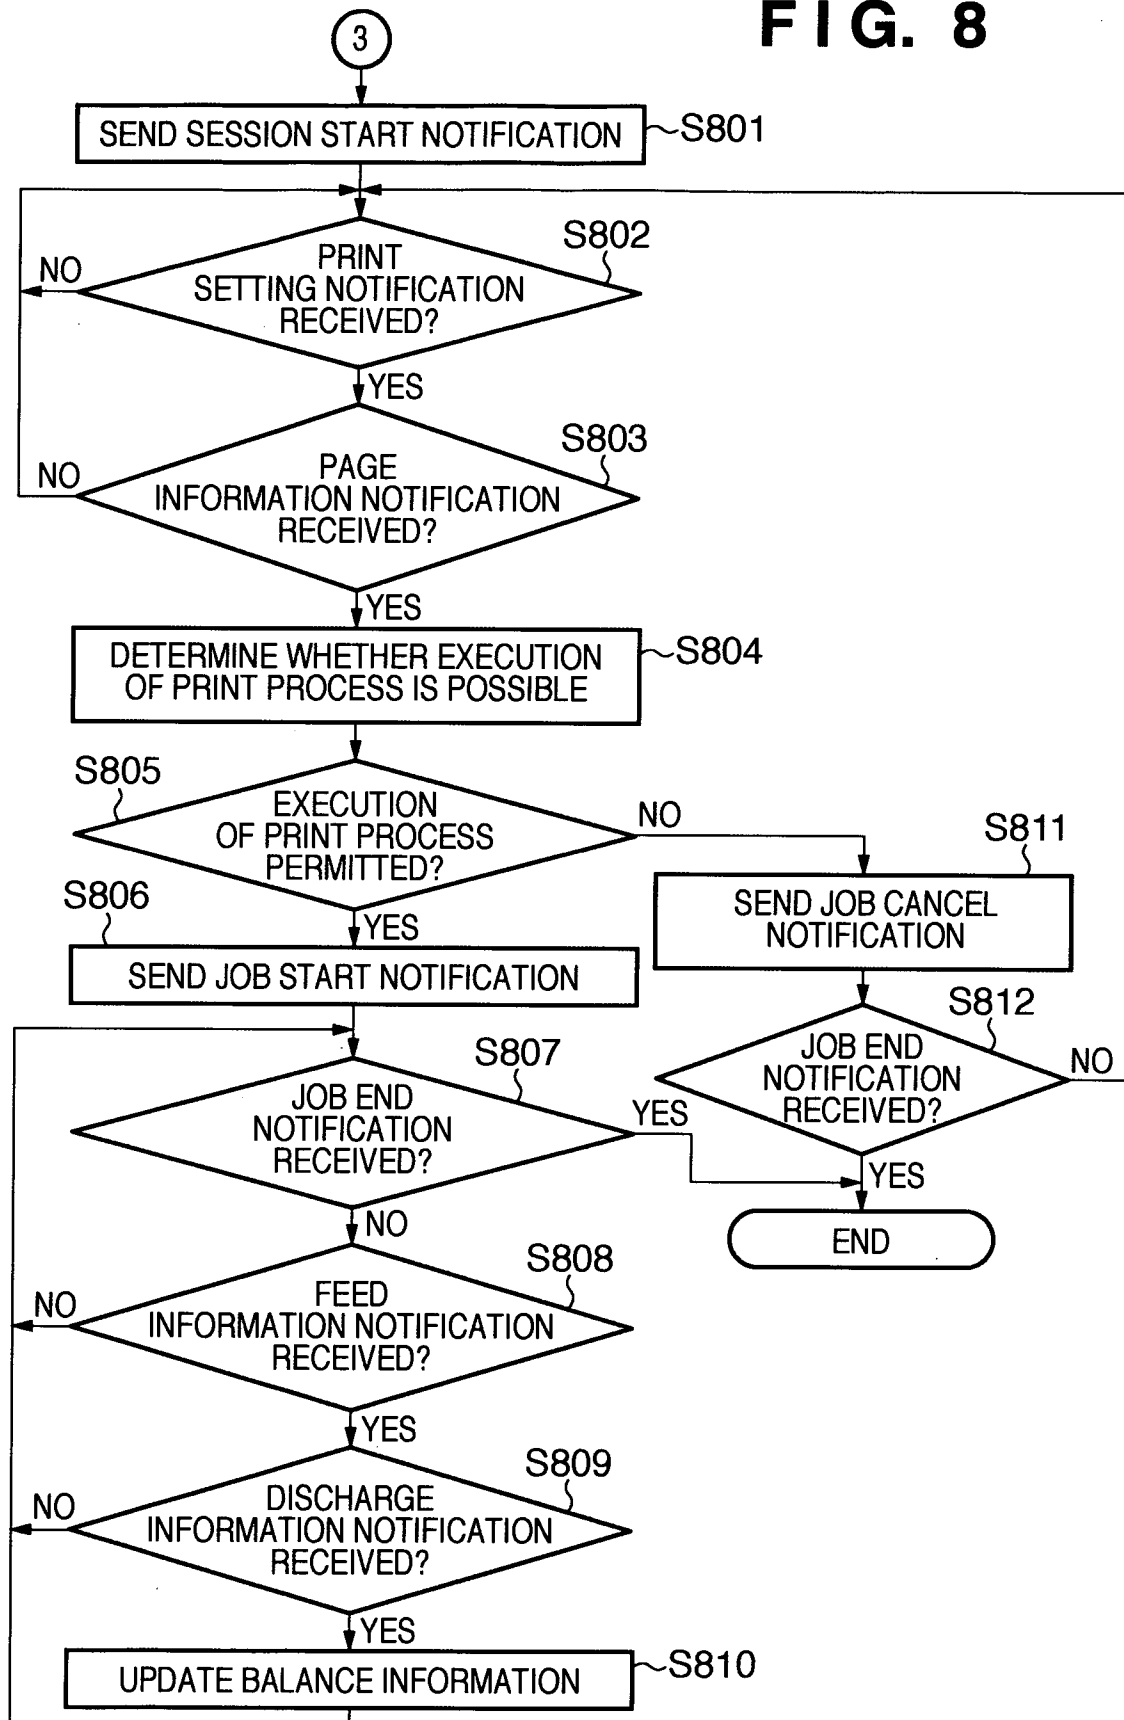 FIG. 8
3
SEND SESSION START NOTIFICATION
S801
S802
PRINT
SETTING NOTIFICATION
RECEIVED?
NO
YES
S803
PAGE
INFORMATION NOTIFICATION
RECEIVED?
NO
YES
DETERMINE WHETHER EXECUTION
OF PRINT PROCESS IS POSSIBLE
S804
S805
EXECUTION
OF PRINT PROCESS
PERMITTED?
NO
YES
S811
SEND JOB CANCEL
NOTIFICATION
S806
SEND JOB START NOTIFICATION
S812
JOB END
NOTIFICATION
RECEIVED?
NO
YES
S807
JOB END
NOTIFICATION
RECEIVED?
YES
NO
END
S808
FEED
INFORMATION NOTIFICATION
RECEIVED?
NO
YES
S809
DISCHARGE
INFORMATION NOTIFICATION
RECEIVED?
NO
YES
UPDATE BALANCE INFORMATION
S810